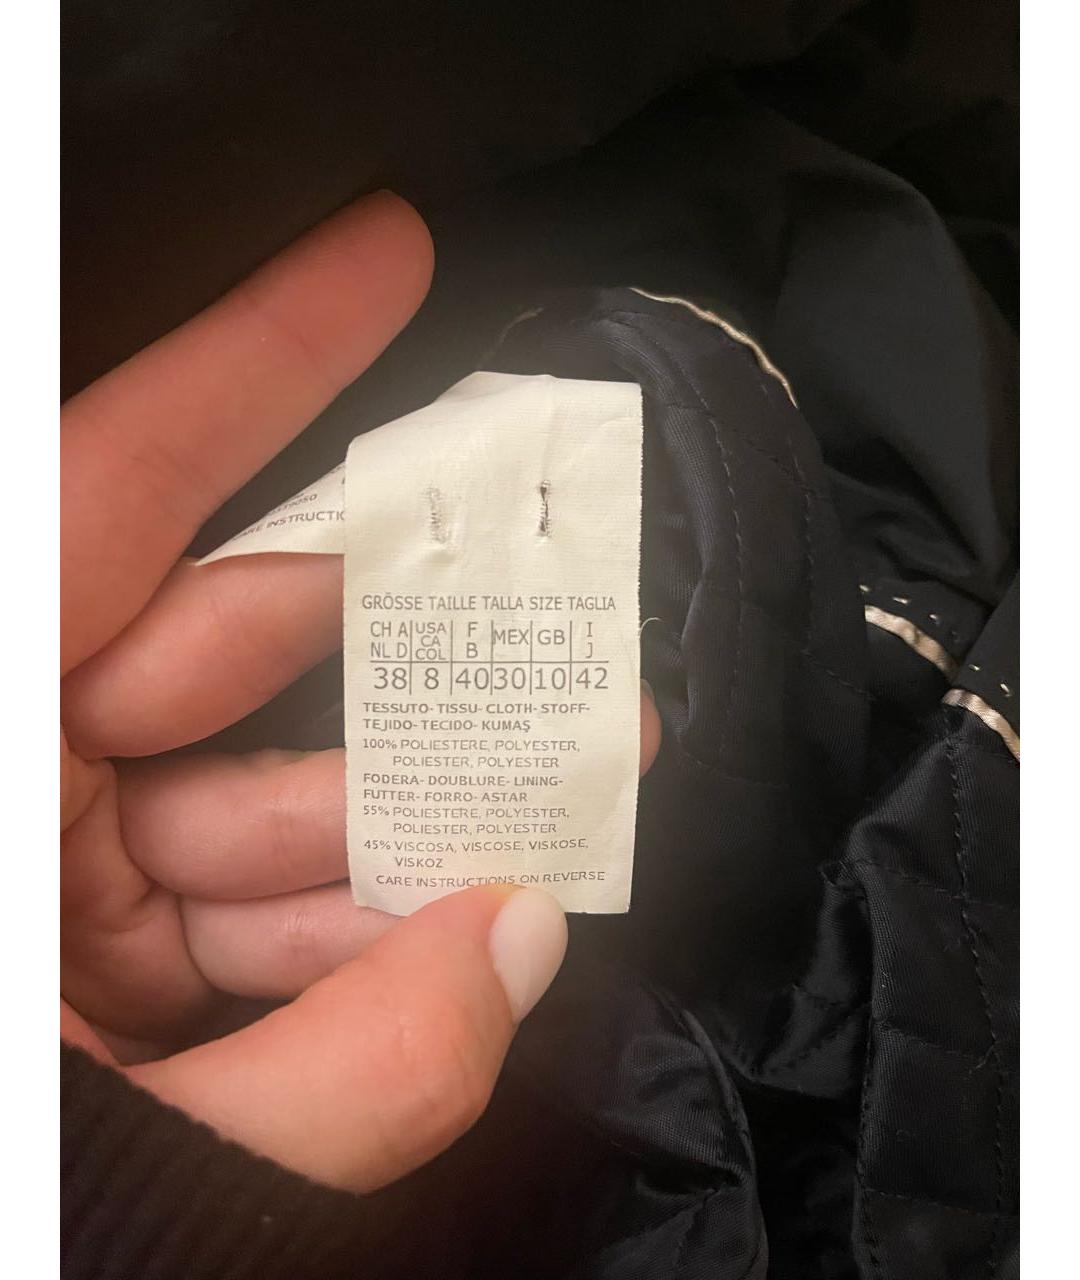 CARE INSTRUCTIO
GRÖSSE TAILLE TALLA SIZE TAGLIA
CH A USA F MEX GB I
NL D CA B J
COL
38 8 40 30 10 42
TESSUTO- TISSU- CLOTH- STOFF-
TEJIDO- TECIDO- KUMAŞ
100% POLIESTERE, POLYESTER,
POLIESTER, POLYESTER
FODERA- DOUBLURE- LINING-
FUTTER- FORRO- ASTAR
55% POLIESTERE, POLYESTER,
POLIESTER, POLYESTER
45% VISCOSA, VISCOSE, VISKOSE,
VISKOZ
CARE INSTRUCTIONS ON REVERSE